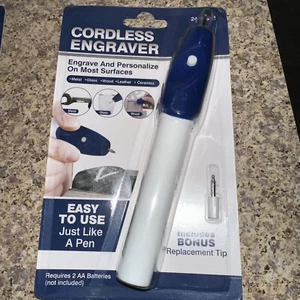 CORDLESS
ENGRAVER
Engrave And Personalize
On Most Surfaces
• Metal • Glass • Wood • Leather • Ceramics
EASY
TO USE
Just Like
A Pen
Includes
BONUS
Replacement Tip
Requires 2 AA Batteries
(not included)